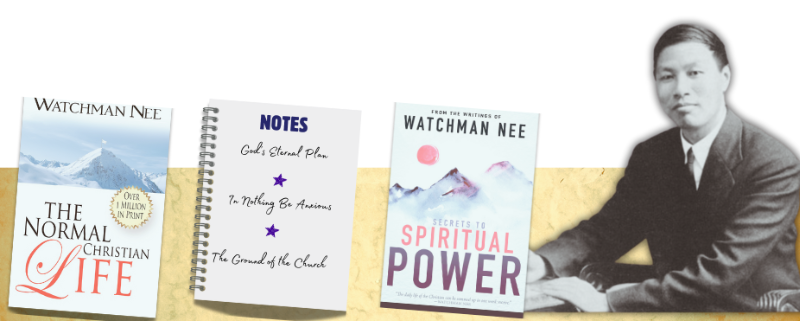 WATCHMAN NEE
OVER
1 MILLION
IN PRINT
THE
NORMAL
CHRISTIAN
LIFE
NOTES
God's Eternal Plan
In Nothing Be Anxious
The Ground of the Church
FROM THE WRITINGS OF
WATCHMAN NEE
SECRETS TO
SPIRITUAL
POWER